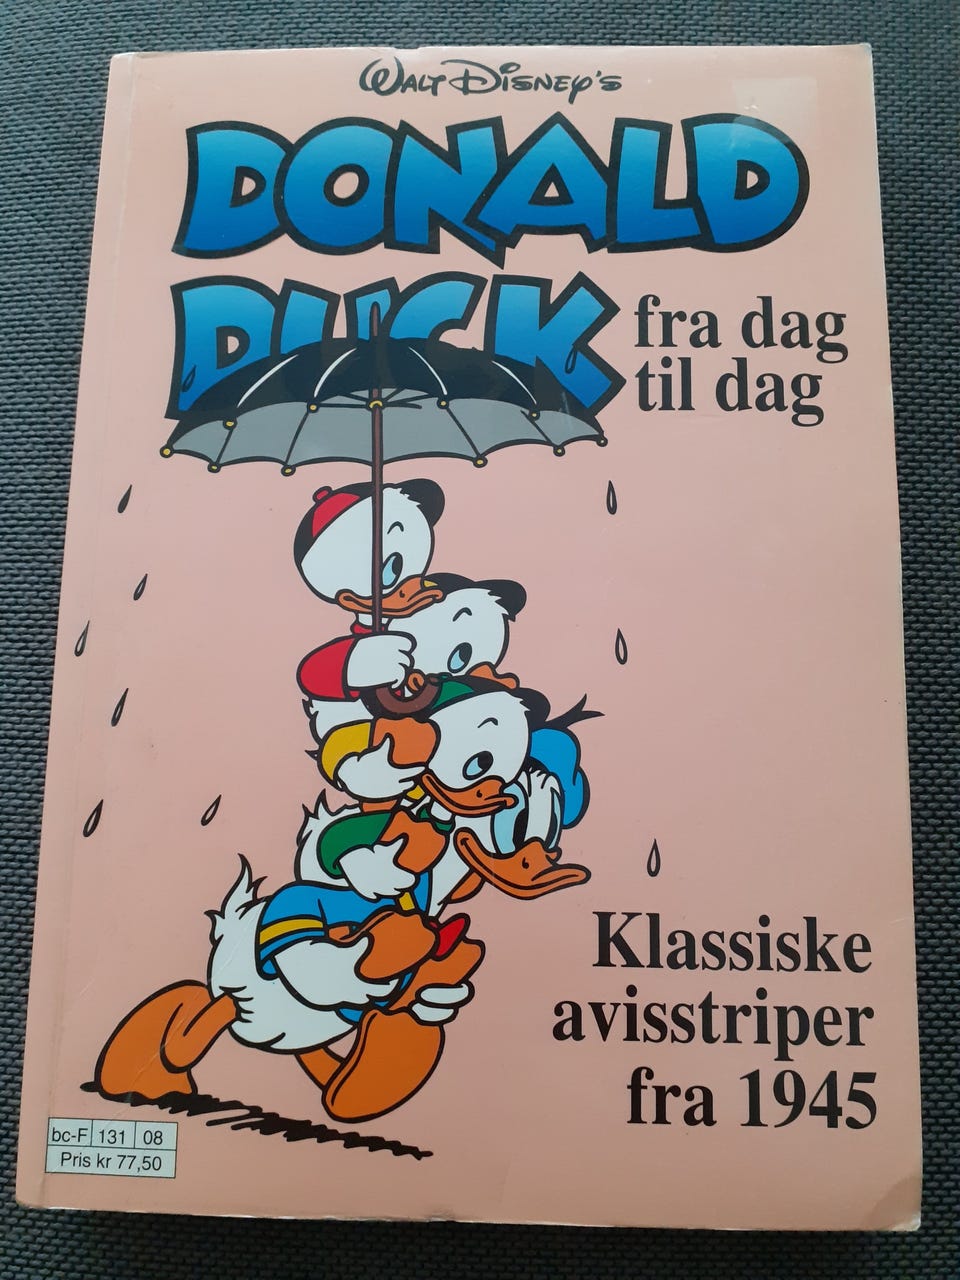 WALT DISNEY'S
DONALD
DUCK
fra dag
til dag
Klassiske
avisstriper
fra 1945
bc-F 131 08
Pris kr 77,50